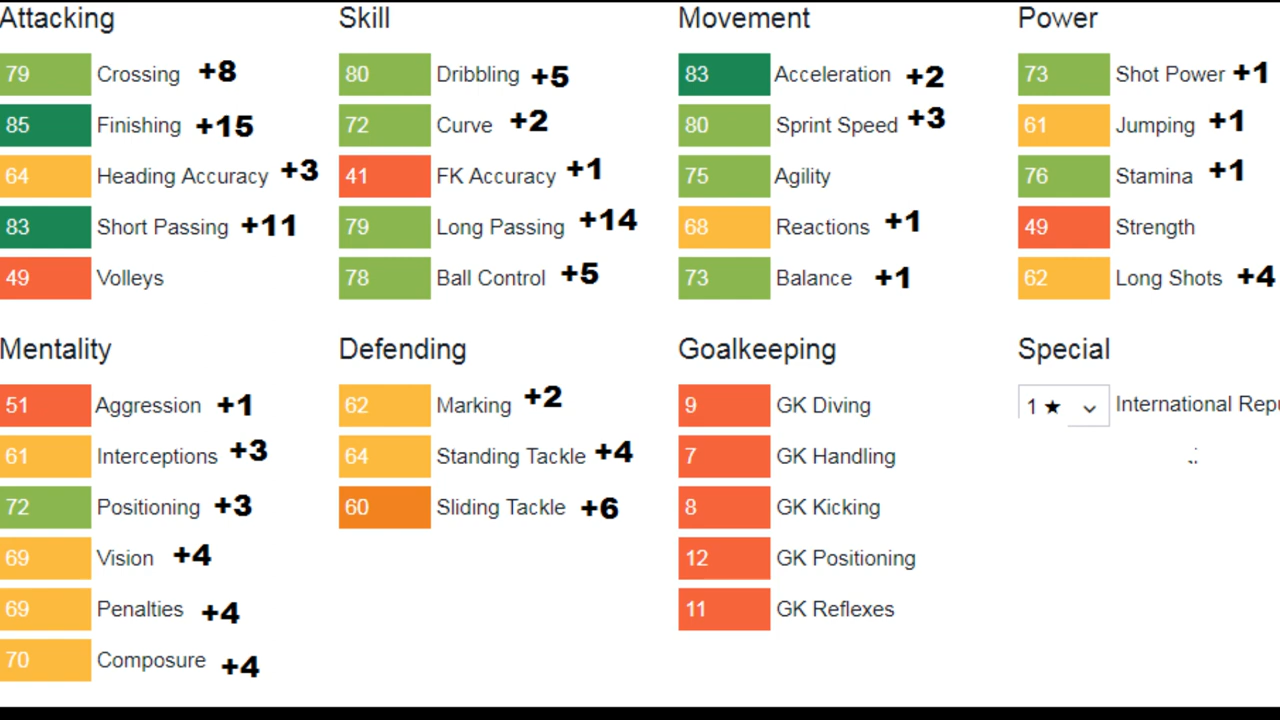 Attacking
79 Crossing +8
85 Finishing +15
64 Heading Accuracy +3
83 Short Passing +11
49 Volleys
Skill
80 Dribbling +5
72 Curve +2
41 FK Accuracy +1
79 Long Passing +14
78 Ball Control +5
Movement
83 Acceleration +2
80 Sprint Speed +3
75 Agility
68 Reactions +1
73 Balance +1
Power
73 Shot Power +1
61 Jumping +1
76 Stamina +1
49 Strength
62 Long Shots +4
Mentality
51 Aggression +1
61 Interceptions +3
72 Positioning +3
69 Vision +4
69 Penalties +4
70 Composure +4
Defending
62 Marking +2
64 Standing Tackle +4
60 Sliding Tackle +6
Goalkeeping
9 GK Diving
7 GK Handling
8 GK Kicking
12 GK Positioning
11 GK Reflexes
Special
1 ★ International Repu